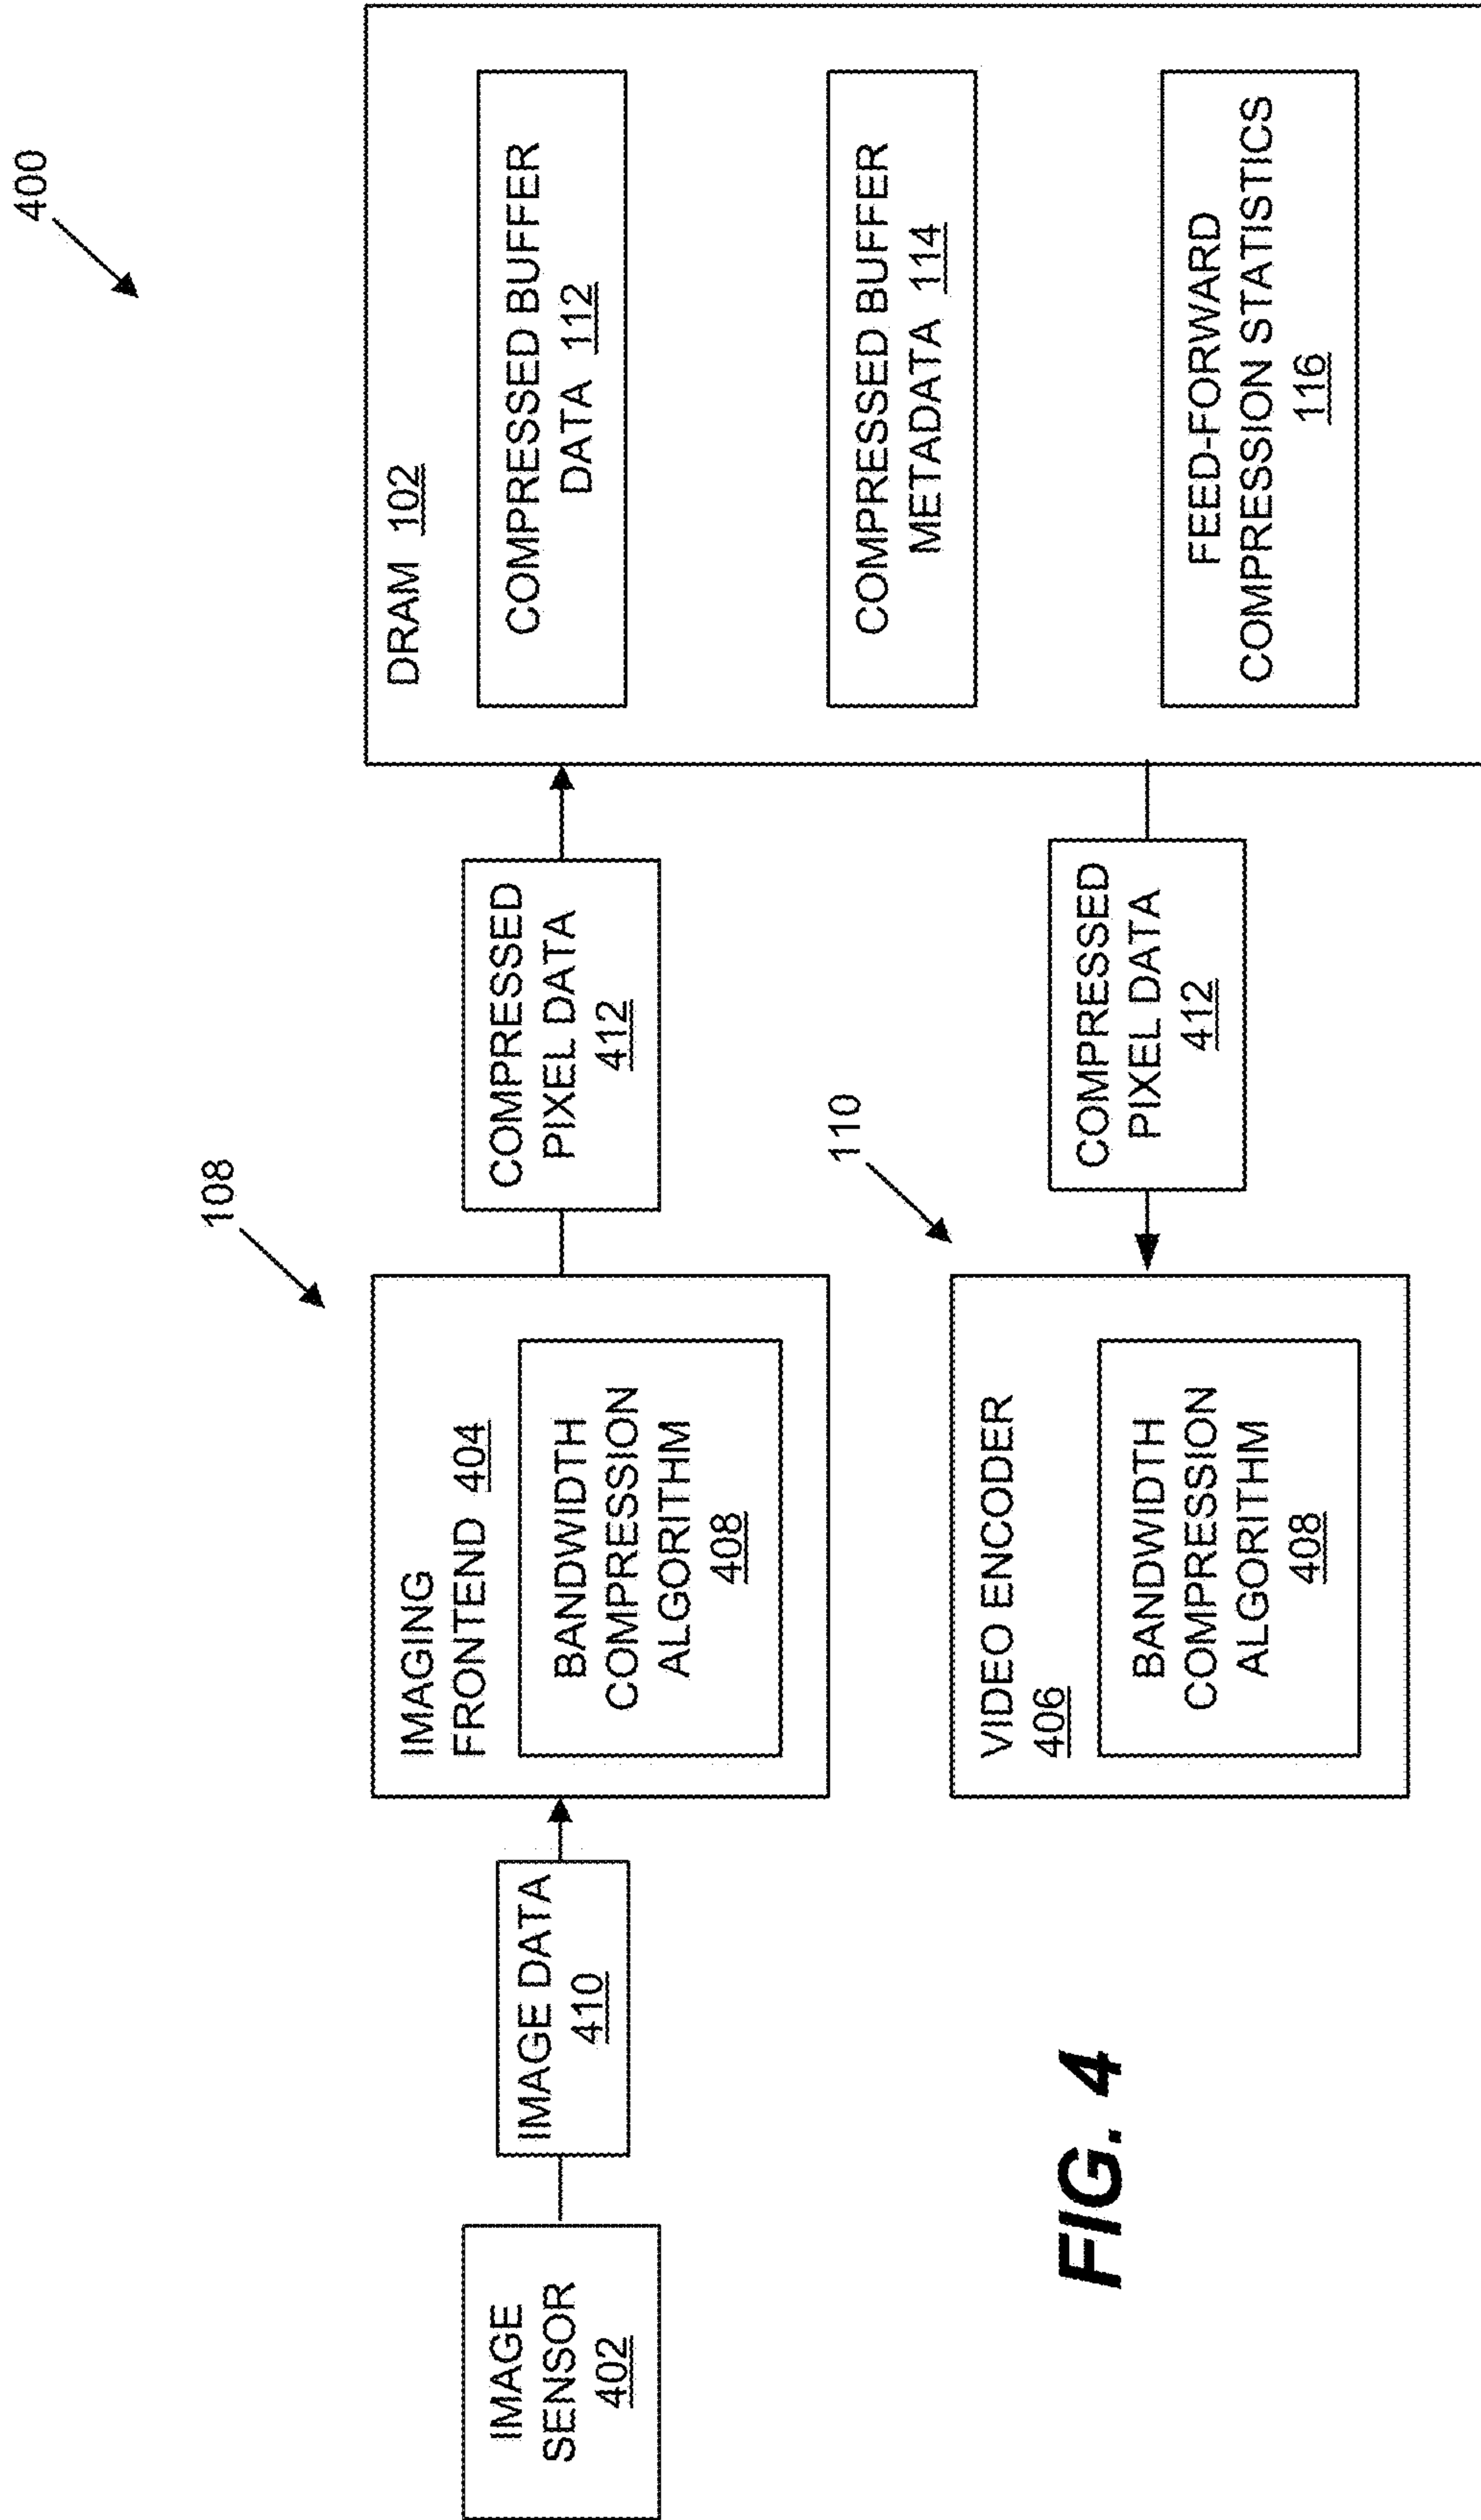 400
DRAM 102
COMPRESSED BUFFER
DATA 112
COMPRESSED BUFFER
METADATA 114
FEED-FORWARD
COMPRESSION STATISTICS
116
108
COMPRESSED
PIXEL DATA
412
110
COMPRESSED
PIXEL DATA
412
IMAGING
FRONTEND 404
BANDWIDTH
COMPRESSION
ALGORITHM
408
VIDEO ENCODER
406
BANDWIDTH
COMPRESSION
ALGORITHM
408
IMAGE DATA
410
IMAGE
SENSOR
402
FIG. 4